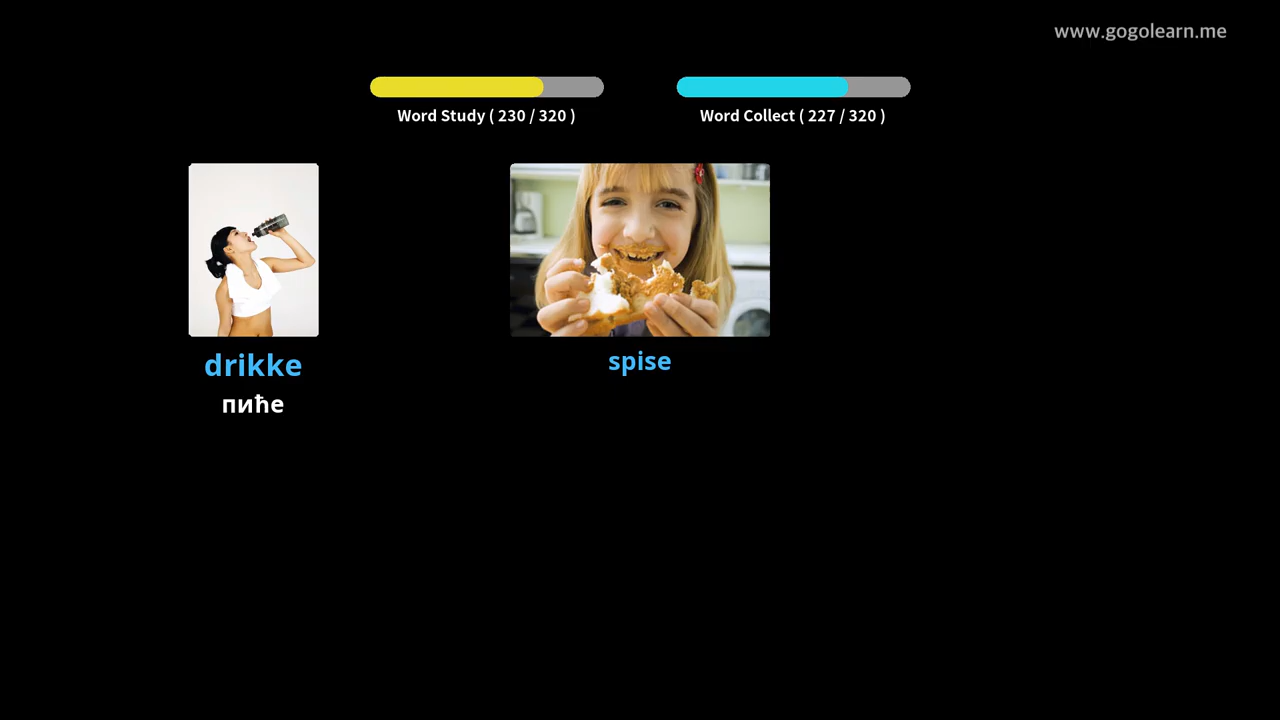 www.gogolearn.me
Word Study ( 230 / 320 )
Word Collect ( 227 / 320 )
drikke
spise
пиће